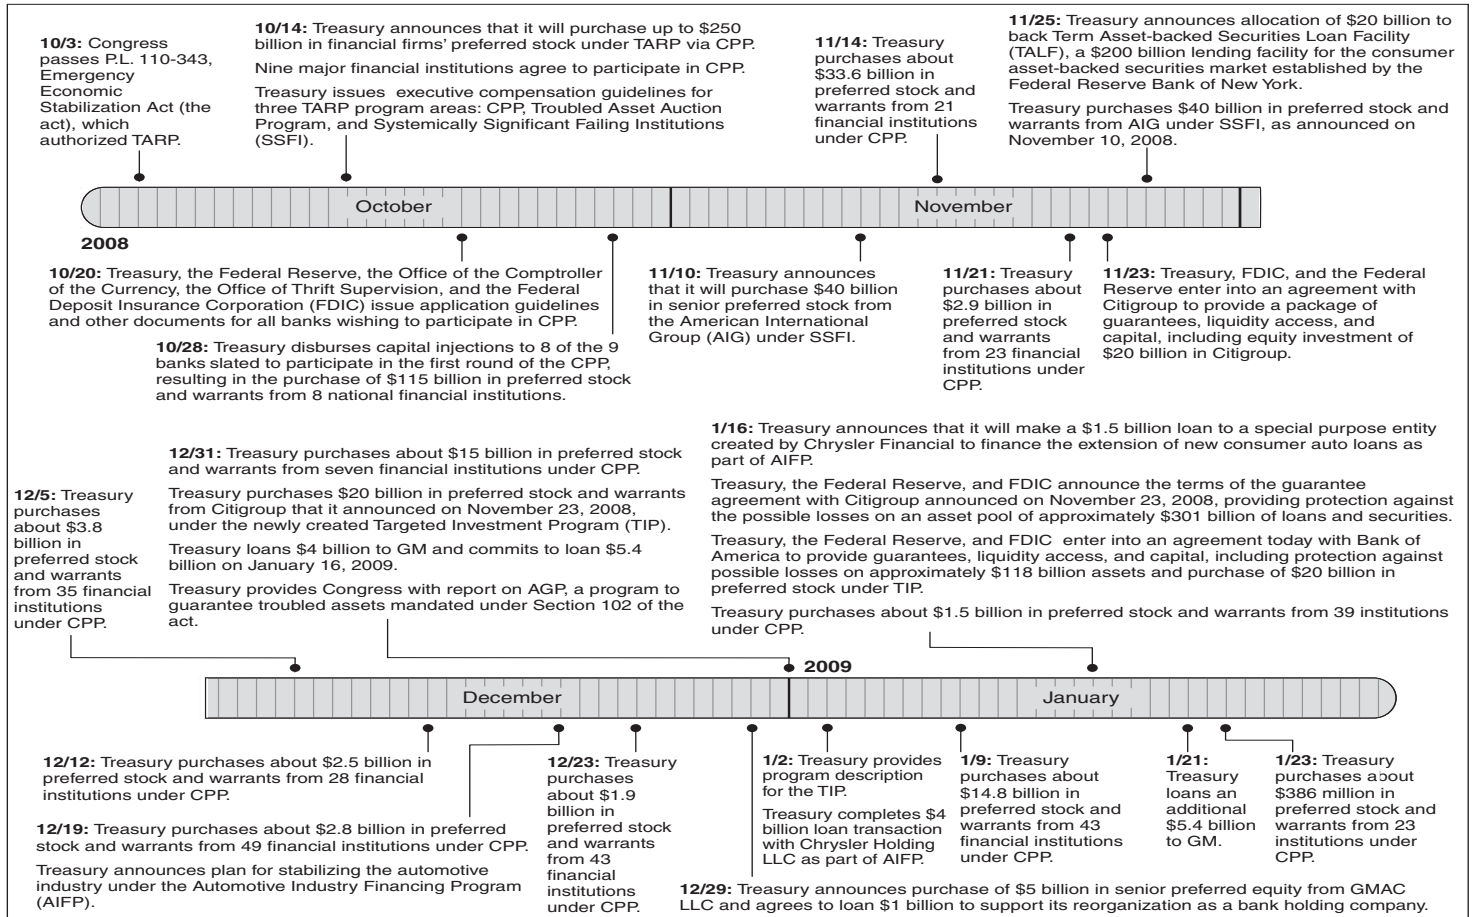 10/3: Congress
passes P.L. 110-343,
Emergency
Economic
Stabilization Act (the
act), which
authorized TARP.
10/14: Treasury announces that it will purchase up to $250
billion in financial firms' preferred stock under TARP via CPP.
Nine major financial institutions agree to participate in CPP.
Treasury issues executive compensation guidelines for
three TARP program areas: CPP, Troubled Asset Auction
Program, and Systemically Significant Failing Institutions
(SSFI).
11/14: Treasury
purchases about
$33.6 billion in
preferred stock and
warrants from 21
financial institutions
under CPP.
11/25: Treasury announces allocation of $20 billion to
back Term Asset-backed Securities Loan Facility
(TALF), a $200 billion lending facility for the consumer
asset-backed securities market established by the
Federal Reserve Bank of New York.
Treasury purchases $40 billion in preferred stock and
warrants from AIG under SSFI, as announced on
November 10, 2008.
October
November
2008
10/20: Treasury, the Federal Reserve, the Office of the Comptroller
of the Currency, the Office of Thrift Supervision, and the Federal
Deposit Insurance Corporation (FDIC) issue application guidelines
and other documents for all banks wishing to participate in CPP.
10/28: Treasury disburses capital injections to 8 of the 9
banks slated to participate in the first round of the CPP,
resulting in the purchase of $115 billion in preferred stock
and warrants from 8 national financial institutions.
11/10: Treasury announces
that it will purchase $40 billion
in senior preferred stock from
the American International
Group (AIG) under SSFI.
11/21: Treasury
purchases about
$2.9 billion in
preferred stock
and warrants
from 23 financial
institutions under
CPP.
11/23: Treasury, FDIC, and the Federal
Reserve enter into an agreement with
Citigroup to provide a package of
guarantees, liquidity access, and
capital, including equity investment of
$20 billion in Citigroup.
12/5: Treasury
purchases
about $3.8
billion in
preferred stock
and warrants
from 35 financial
institutions
under CPP.
12/31: Treasury purchases about $15 billion in preferred stock
and warrants from seven financial institutions under CPP.
Treasury purchases $20 billion in preferred stock and warrants
from Citigroup that it announced on November 23, 2008,
under the newly created Targeted Investment Program (TIP).
Treasury loans $4 billion to GM and commits to loan $5.4
billion on January 16, 2009.
Treasury provides Congress with report on AGP, a program to
guarantee troubled assets mandated under Section 102 of the
act.
1/16: Treasury announces that it will make a $1.5 billion loan to a special purpose entity
created by Chrysler Financial to finance the extension of new consumer auto loans as
part of AIFP.
Treasury, the Federal Reserve, and FDIC announce the terms of the guarantee
agreement with Citigroup announced on November 23, 2008, providing protection against
the possible losses on an asset pool of approximately $301 billion of loans and securities.
Treasury, the Federal Reserve, and FDIC enter into an agreement today with Bank of
America to provide guarantees, liquidity access, and capital, including protection against
possible losses on approximately $118 billion assets and purchase of $20 billion in
preferred stock under TIP.
Treasury purchases about $1.5 billion in preferred stock and warrants from 39 institutions
under CPP.
2009
December
January
12/12: Treasury purchases about $2.5 billion in
preferred stock and warrants from 28 financial
institutions under CPP.
12/19: Treasury purchases about $2.8 billion in preferred
stock and warrants from 49 financial institutions under CPP.
Treasury announces plan for stabilizing the automotive
industry under the Automotive Industry Financing Program
(AIFP).
12/23: Treasury
purchases
about $1.9
billion in
preferred stock
and warrants
from 43
financial
institutions
under CPP.
1/2: Treasury provides
program description
for the TIP.
Treasury completes $4
billion loan transaction
with Chrysler Holding
LLC as part of AIFP.
1/9: Treasury
purchases about
$14.8 billion in
preferred stock and
warrants from 43
financial institutions
under CPP.
1/21:
Treasury
loans an
additional
$5.4 billion
to GM.
1/23: Treasury
purchases about
$386 million in
preferred stock and
warrants from 23
institutions under
CPP.
12/29: Treasury announces purchase of $5 billion in senior preferred equity from GMAC
LLC and agrees to loan $1 billion to support its reorganization as a bank holding company.